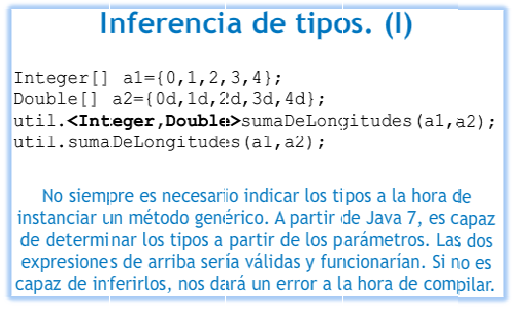 Inferencia de tipos. (I)
Integer[] a1={0,1,2,3,4};
Double[] a2={0d,1d,2d,3d,4d};
util.<Integer,Double>sumaDeLongitudes(a1,a2);
util.sumaDeLongitudes(a1,a2);
No siempre es necesario indicar los tipos a la hora de
instanciar un método genérico. A partir de Java 7, es capaz
de determinar los tipos a partir de los parámetros. Las dos
expresiones de arriba sería válidas y funcionarían. Si no es
capaz de inferirlos, nos dará un error a la hora de compilar.